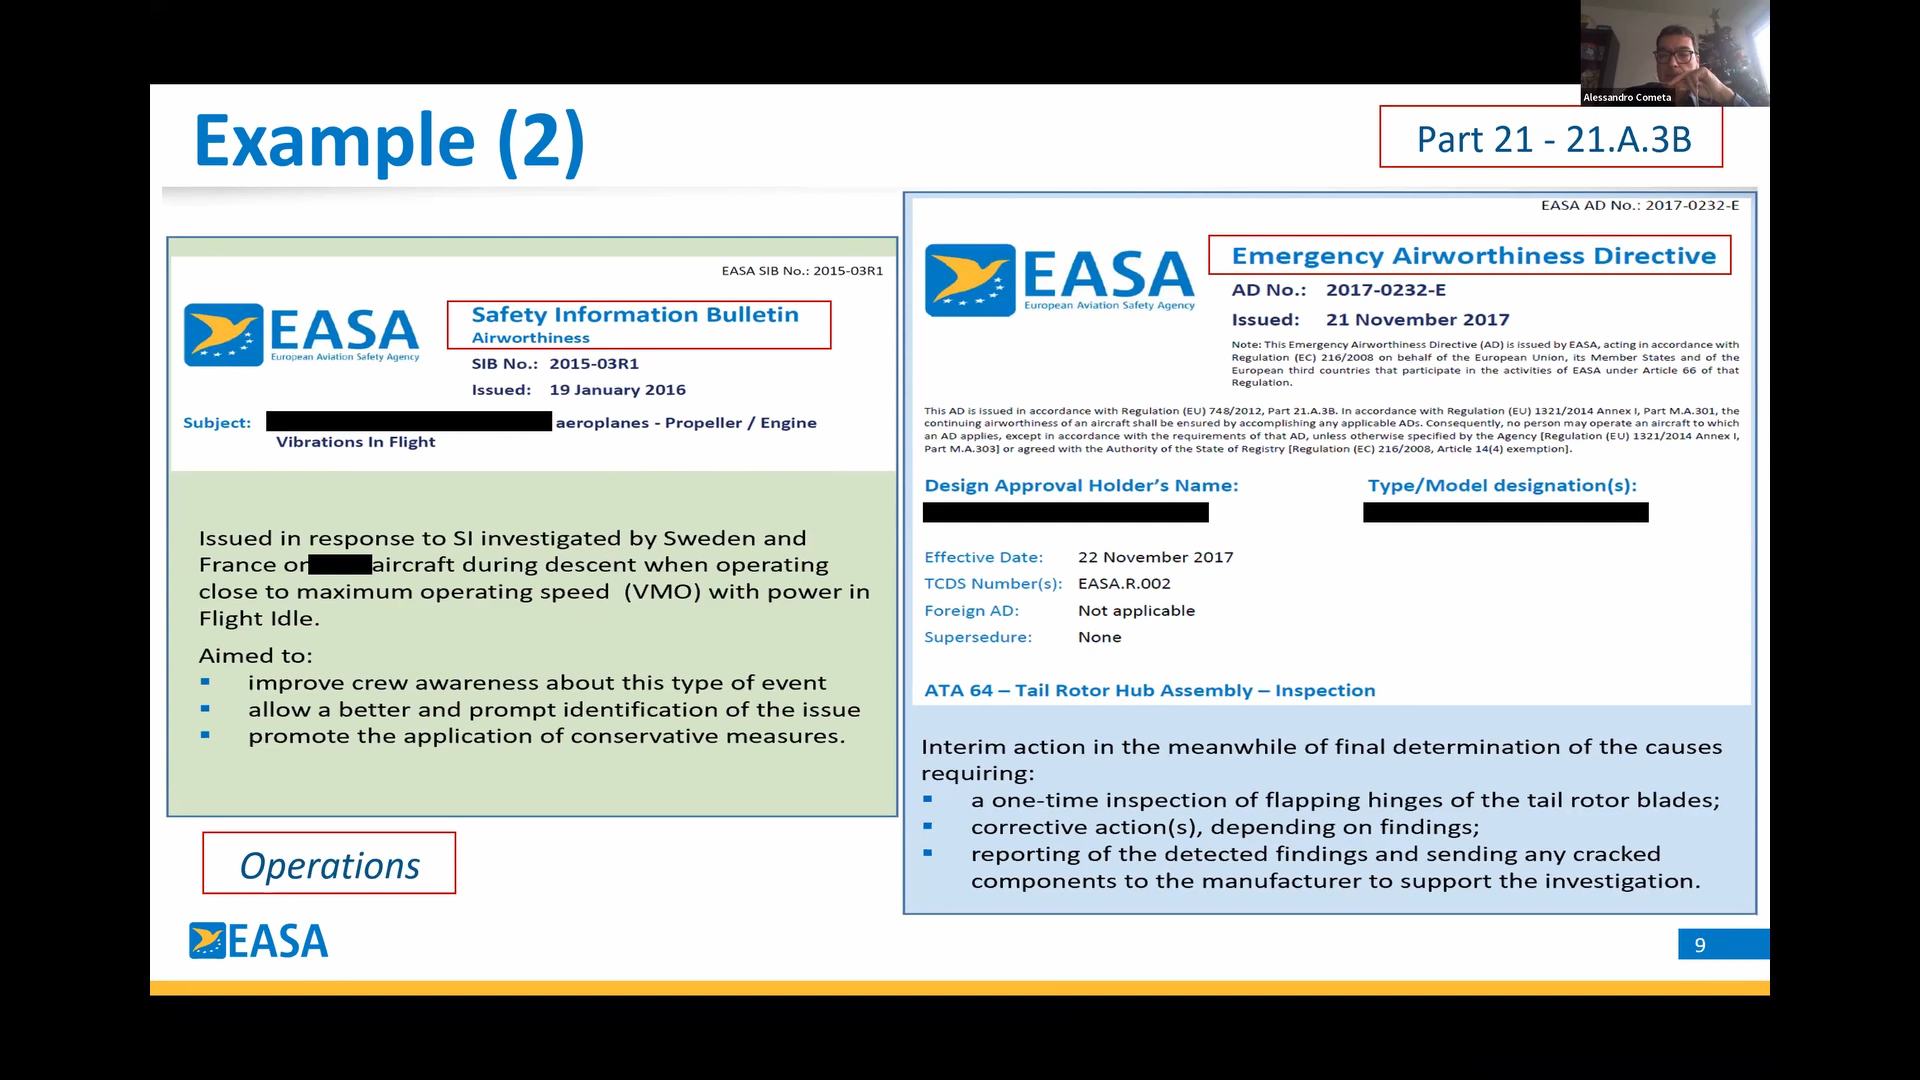 Alessandro Cometa
Example (2)
Part 21 - 21.A.3B
EASA SIB No.: 2015-03R1
EASA
European Aviation Safety Agency
Safety Information Bulletin
Airworthiness
SIB No.: 2015-03R1
Issued: 19 January 2016
Subject: aeroplanes - Propeller / Engine
Vibrations In Flight
Issued in response to SI investigated by Sweden and
France on aircraft during descent when operating
close to maximum operating speed (VMO) with power in
Flight Idle.
Aimed to:
improve crew awareness about this type of event
allow a better and prompt identification of the issue
promote the application of conservative measures.
Operations
EASA AD No.: 2017-0232-E
EASA
European Aviation Safety Agency
Emergency Airworthiness Directive
AD No.: 2017-0232-E
Issued: 21 November 2017
Note: This Emergency Airworthiness Directive (AD) is issued by EASA, acting in accordance with
Regulation (EC) 216/2008 on behalf of the European Union, its Member States and of the
European third countries that participate in the activities of EASA under Article 66 of that
Regulation.
This AD is issued in accordance with Regulation (EU) 748/2012, Part 21.A.3B. In accordance with Regulation (EU) 1321/2014 Annex I, Part M.A.301, the
continuing airworthiness of an aircraft shall be ensured by accomplishing any applicable ADs. Consequently, no person may operate an aircraft to which
an AD applies, except in accordance with the requirements of that AD, unless otherwise specified by the Agency [Regulation (EU) 1321/2014 Annex I,
Part M.A.303] or agreed with the Authority of the State of Registry [Regulation (EC) 216/2008, Article 14(4) exemption].
Design Approval Holder's Name: Type/Model designation(s):
Effective Date: 22 November 2017
TCDS Number(s): EASA.R.002
Foreign AD: Not applicable
Supersedure: None
ATA 64 – Tail Rotor Hub Assembly – Inspection
Interim action in the meanwhile of final determination of the causes
requiring:
a one-time inspection of flapping hinges of the tail rotor blades;
corrective action(s), depending on findings;
reporting of the detected findings and sending any cracked
components to the manufacturer to support the investigation.
EASA
9